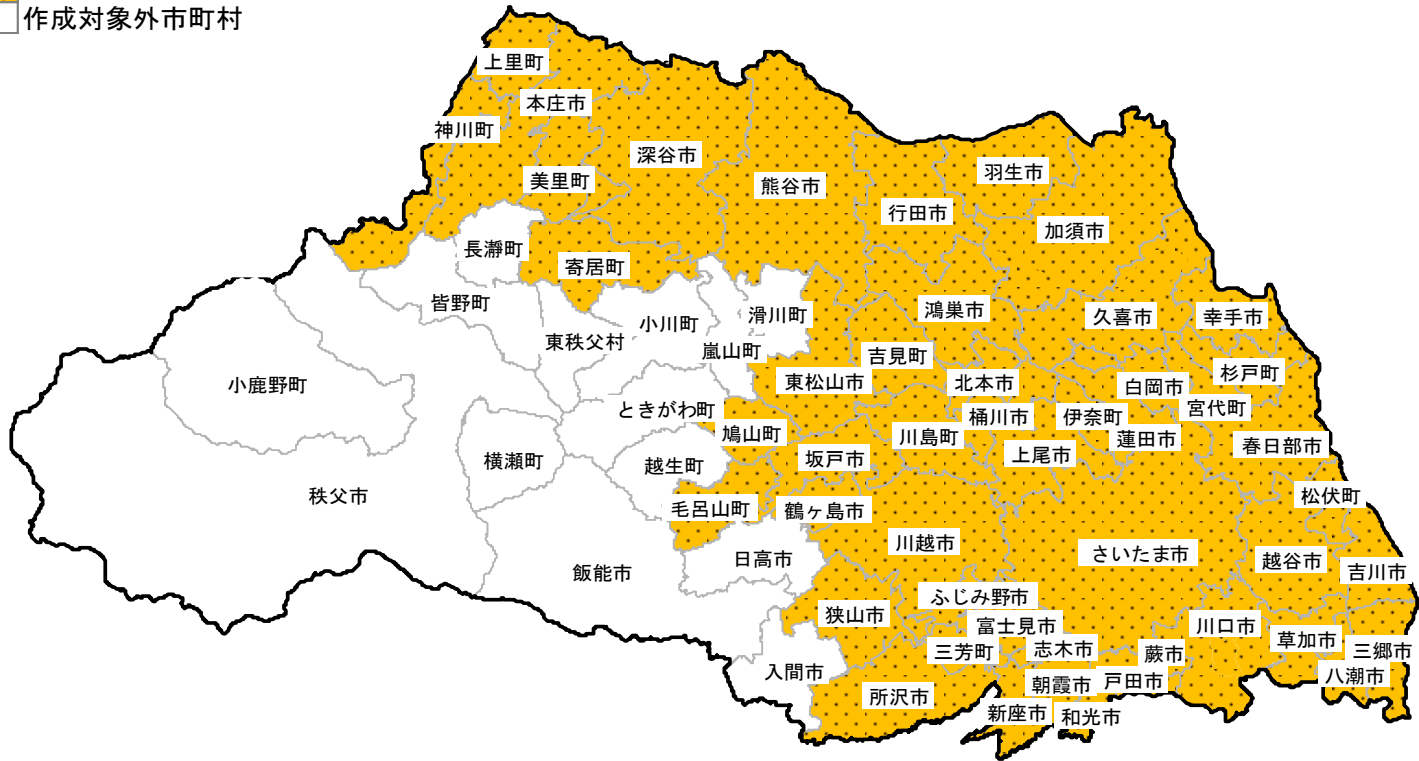 作成対象外市町村
上里町
本庄市
神川町
深谷市
美里町
熊谷市
羽生市
行田市
加須市
長瀞町
寄居町
皆野町
小川町
滑川町
鴻巣市
久喜市
幸手市
東秩父村
嵐山町
吉見町
小鹿野町
東松山市
北本市
白岡市
杉戸町
ときがわ町
桶川市
伊奈町
宮代町
鳩山町
川島町
蓮田市
春日部市
横瀬町
越生町
坂戸市
上尾市
秩父市
松伏町
毛呂山町
鶴ヶ島市
川越市
さいたま市
日高市
越谷市
吉川市
飯能市
ふじみ野市
狭山市
富士見市
川口市
草加市
三芳町
志木市
蕨市
三郷市
入間市
朝霞市
戸田市
八潮市
所沢市
新座市
和光市